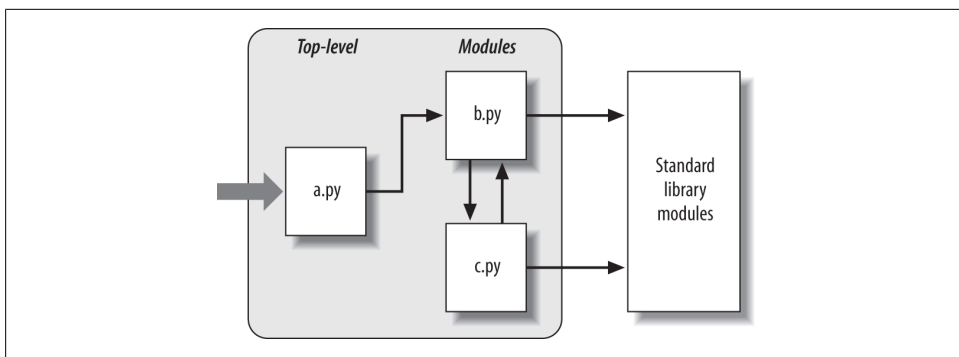 Top-level
Modules
b.py
a.py
c.py
Standard
library
modules